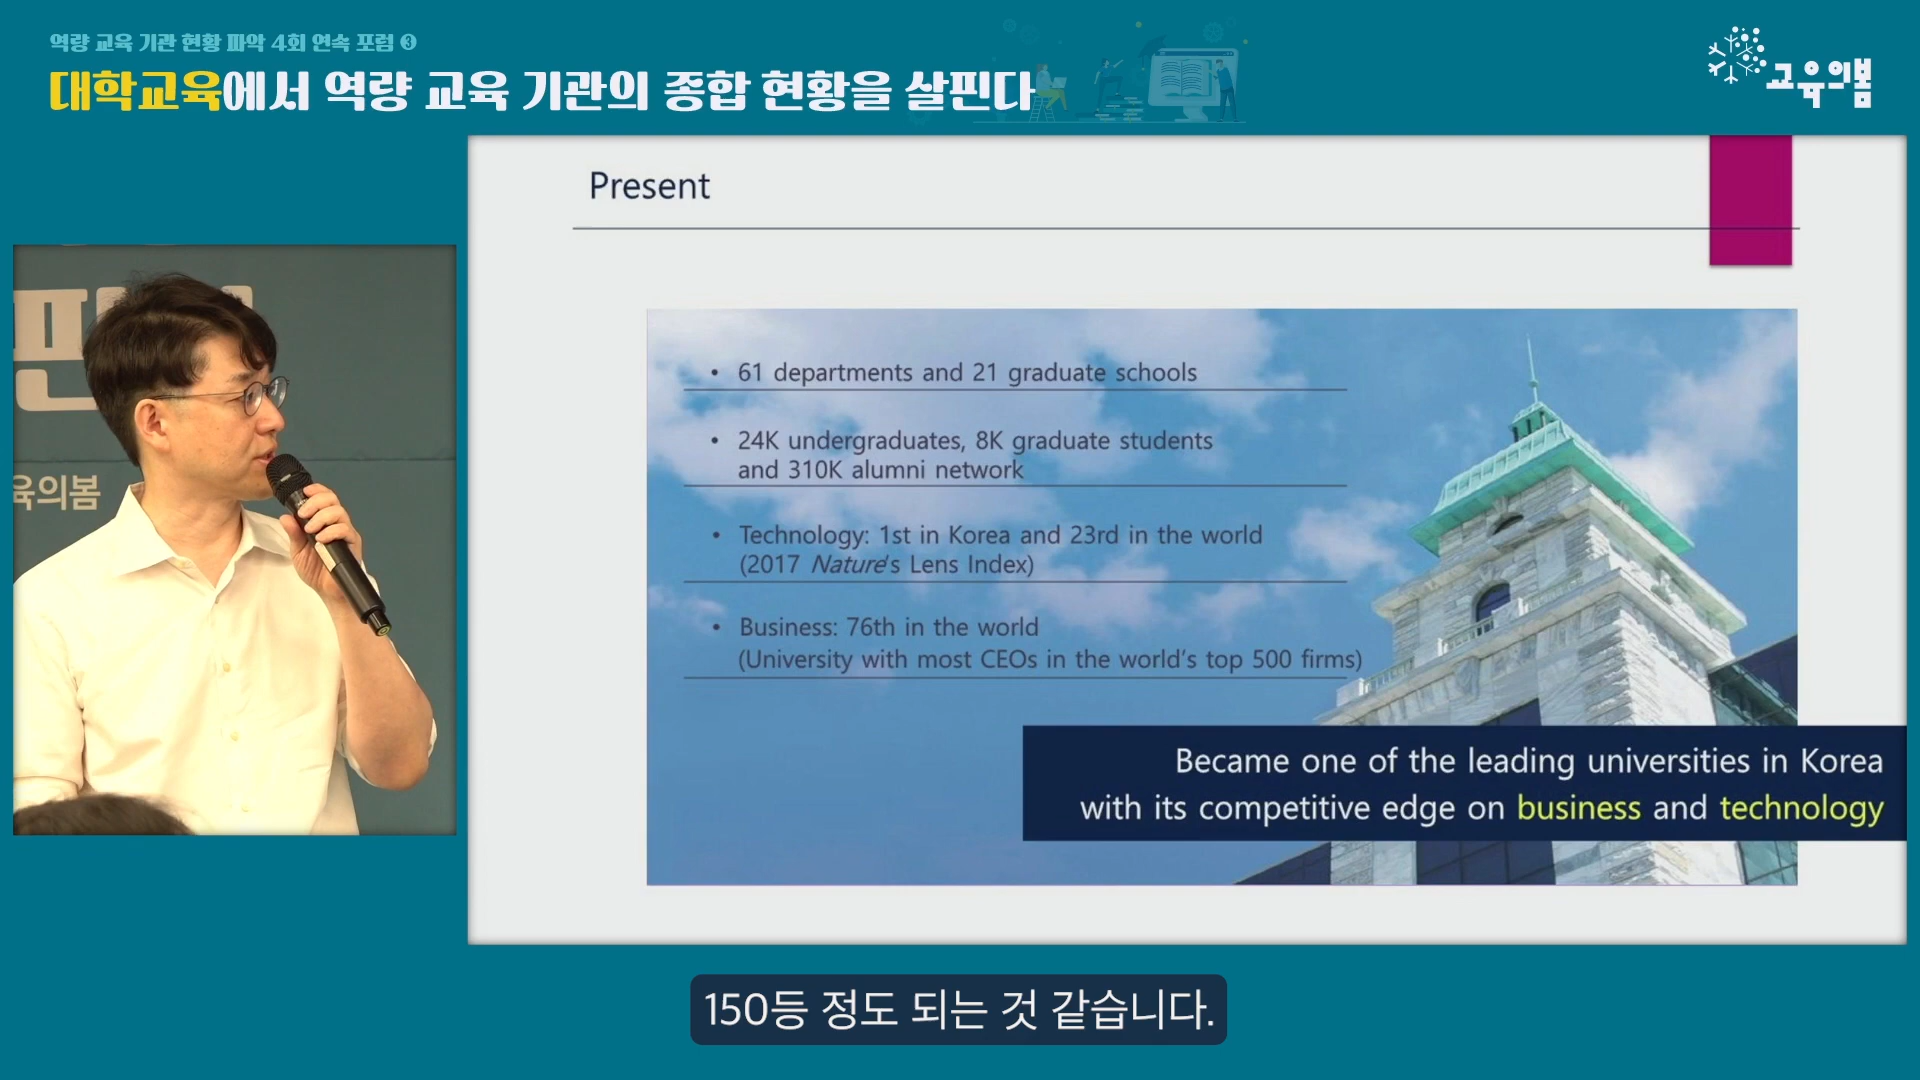 역량 교육 기관 현황 파악 4회 연속 포럼 ❸
대학교육에서 역량 교육 기관의 종합 현황을 살핀다
교육의봄
Present
• 61 departments and 21 graduate schools
• 24K undergraduates, 8K graduate students
and 310K alumni network
• Technology: 1st in Korea and 23rd in the world
(2017 Nature's Lens Index)
• Business: 76th in the world
(University with most CEOs in the world's top 500 firms)
Became one of the leading universities in Korea
with its competitive edge on business and technology
육의봄
150등 정도 되는 것 같습니다.